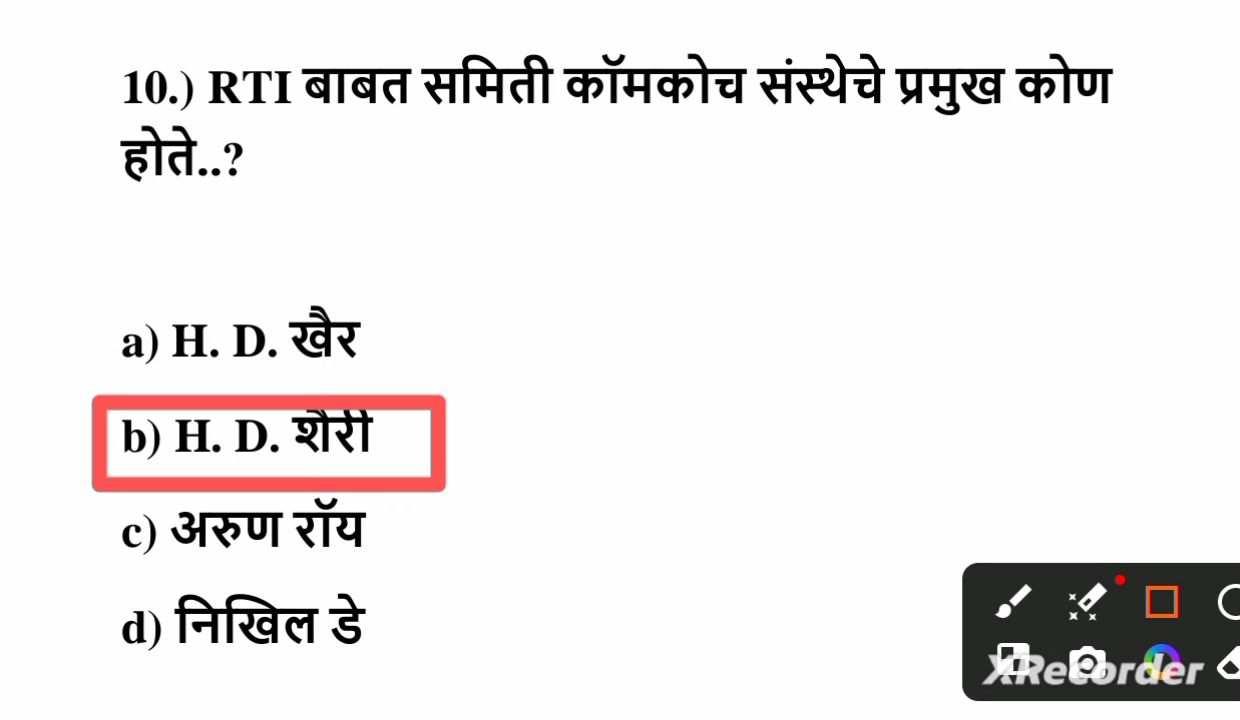 10.) RTI बाबत समिती कॉमकोच संस्थेचे प्रमुख कोण
होते..?
a) H. D. खैर
b) H. D. शैरी
c) अरुण रॉय
d) निखिल डे
XRecorder